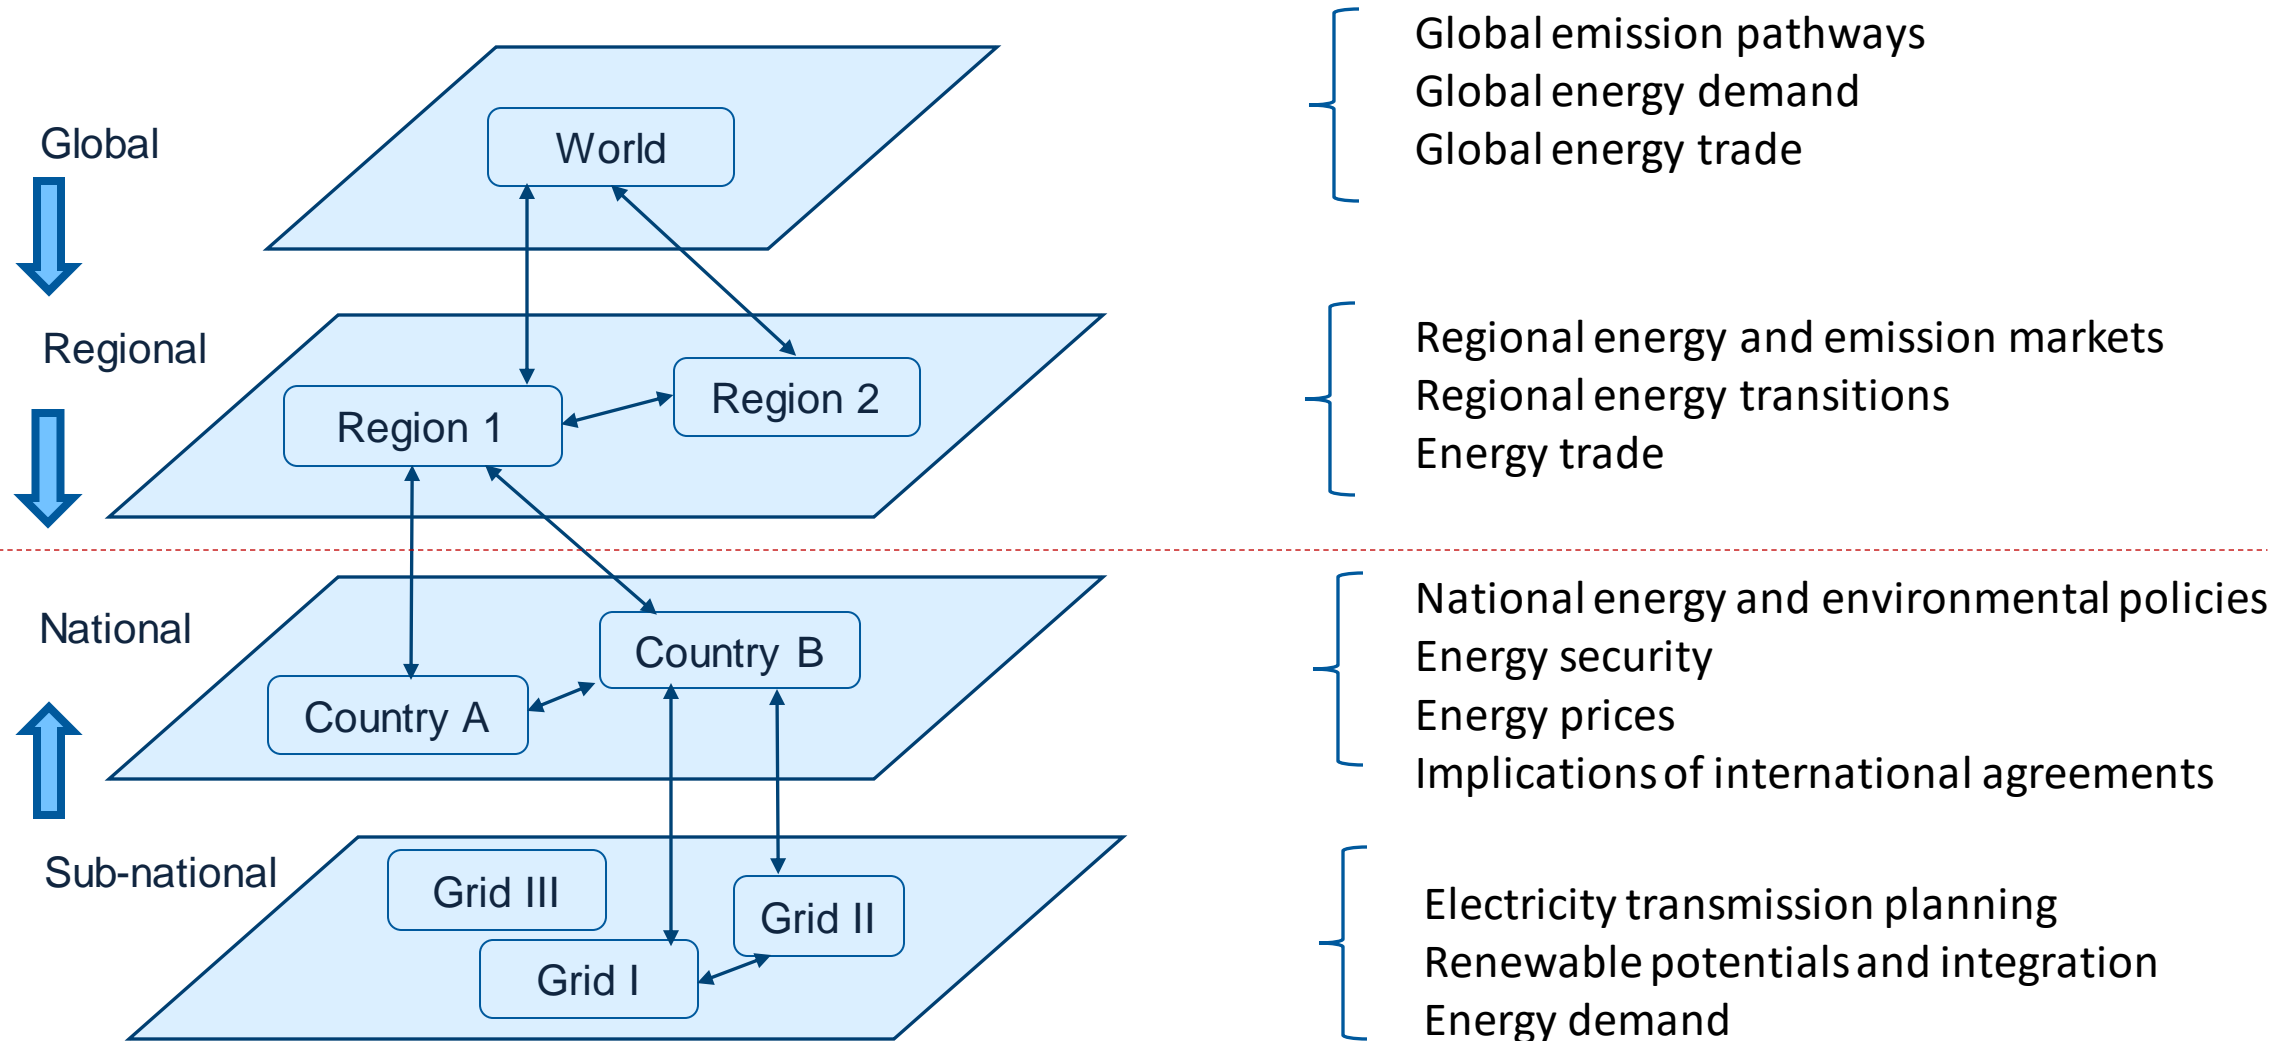 Global
World
Global emission pathways
Global energy demand
Global energy trade
Regional
Region 1
Region 2
Regional energy and emission markets
Regional energy transitions
Energy trade
National
Country A
Country B
National energy and environmental policies
Energy security
Energy prices
Implications of international agreements
Sub-national
Grid III
Grid II
Grid I
Electricity transmission planning
Renewable potentials and integration
Energy demand